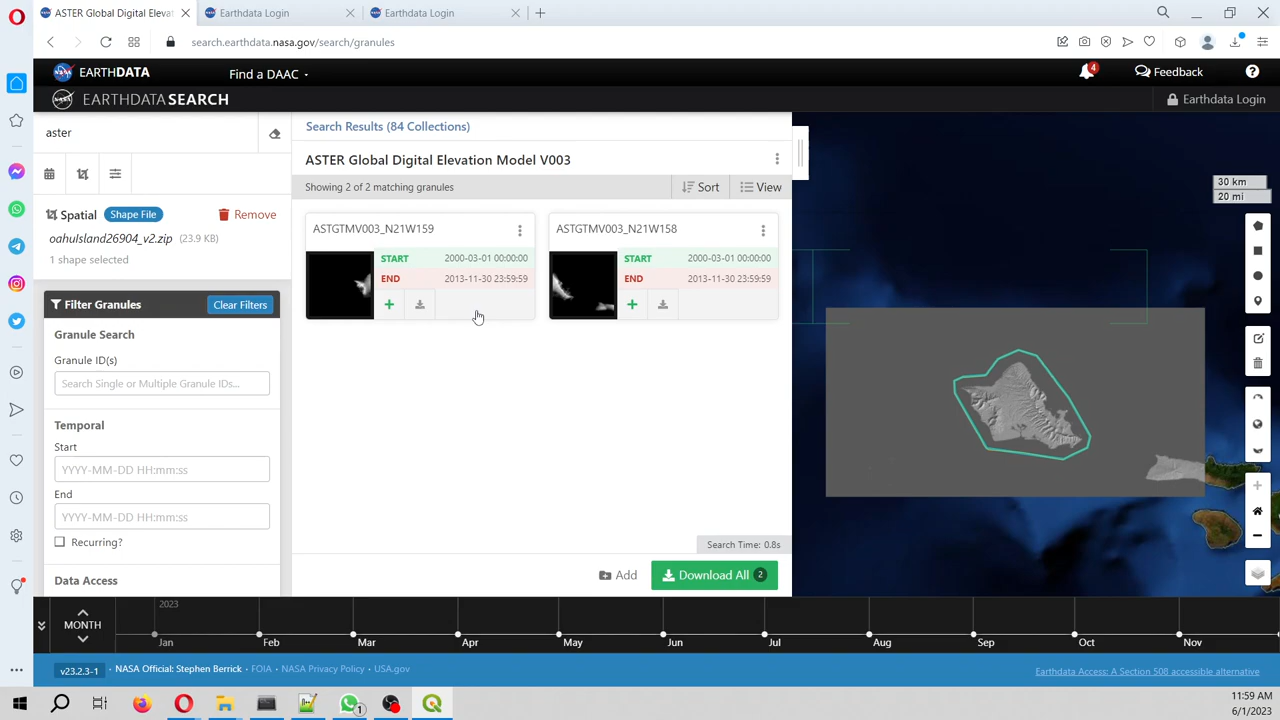 ASTER Global Digital Elevat
Earthdata Login
Earthdata Login
search.earthdata.nasa.gov/search/granules
EARTHDATA
Find a DAAC
4
Feedback
EARTHDATA SEARCH
Earthdata Login
aster
Search Results (84 Collections)
ASTER Global Digital Elevation Model V003
Showing 2 of 2 matching granules
Sort
View
Spatial
Shape File
Remove
oahuIsland26904_v2.zip (23.9 KB)
1 shape selected
ASTGTMV003_N21W159
START 2000-03-01 00:00:00
END 2013-11-30 23:59:59
ASTGTMV003_N21W158
START 2000-03-01 00:00:00
END 2013-11-30 23:59:59
30 km
20 mi
Filter Granules
Clear Filters
Granule Search
Granule ID(s)
Search Single or Multiple Granule IDs...
Temporal
Start
YYYY-MM-DD HH:mm:ss
End
YYYY-MM-DD HH:mm:ss
Recurring?
Data Access
Search Time: 0.8s
Add
Download All 2
MONTH
2023
Jan Feb Mar Apr May Jun Jul Aug Sep Oct Nov
v23.2.3-1 NASA Official: Stephen Berrick FOIA NASA Privacy Policy USA.gov
Earthdata Access: A Section 508 accessible alternative
1
11:59 AM
6/1/2023